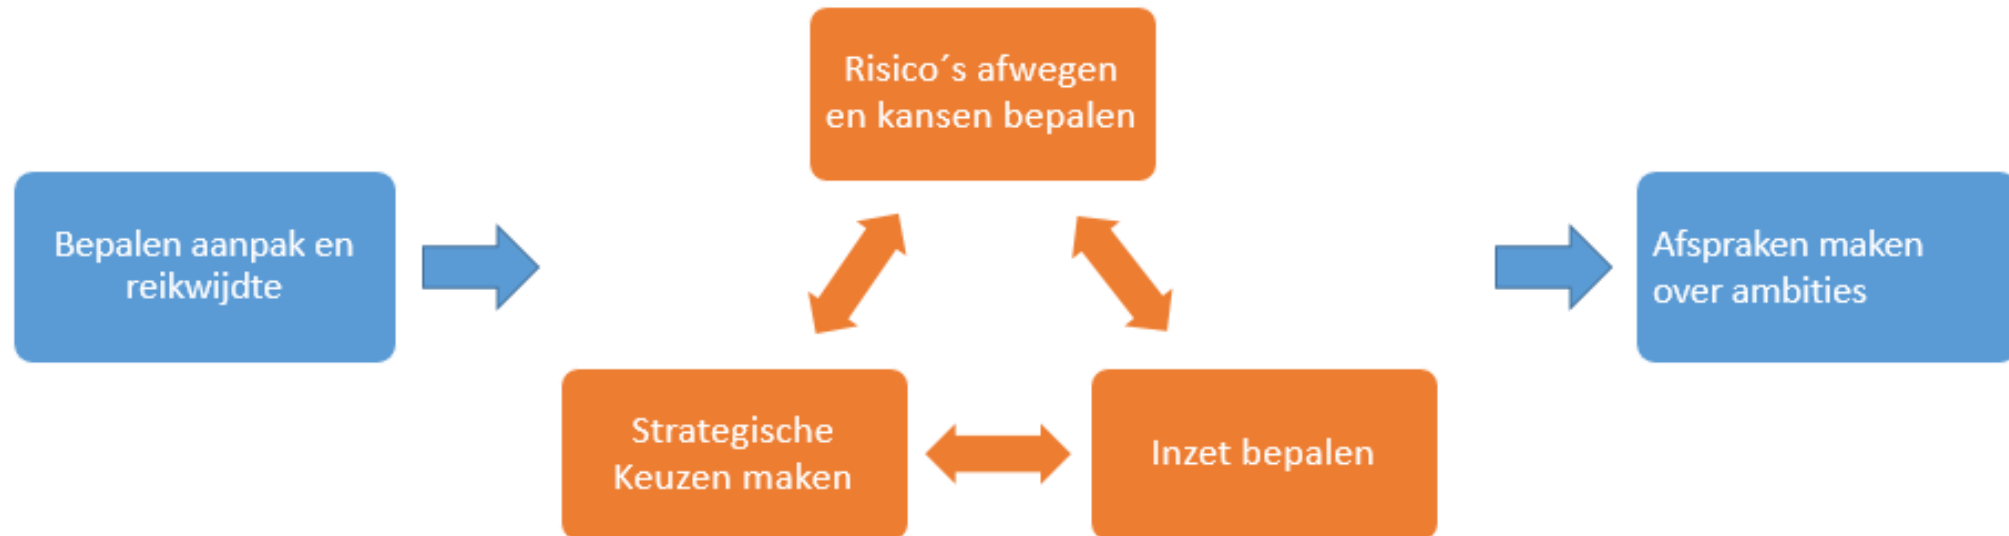 Bepalen aanpak en
reikwijdte
Risico´s afwegen
en kansen bepalen
Strategische
Keuzen maken
Inzet bepalen
Afspraken maken
over ambities